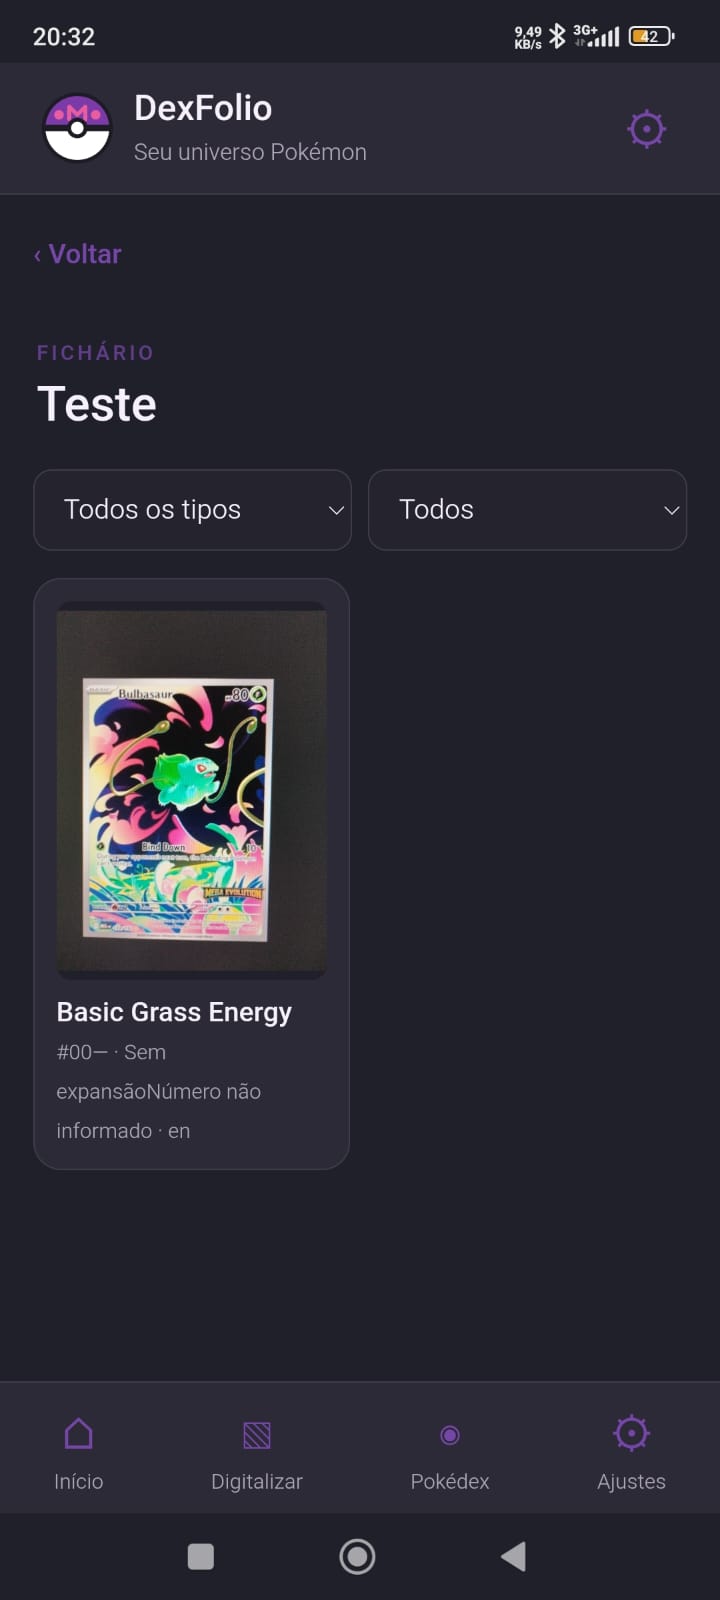 20:32
9,49
KB/s
3G+
42
DexFolio
Seu universo Pokémon
‹ Voltar
FICHÁRIO
Teste
Todos os tipos
Todos
Bulbasaur
80
Bind Down
10
MEGA EVOLUTION
Basic Grass Energy
#00— · Sem
expansãoNúmero não
informado · en
Início
Digitalizar
Pokédex
Ajustes